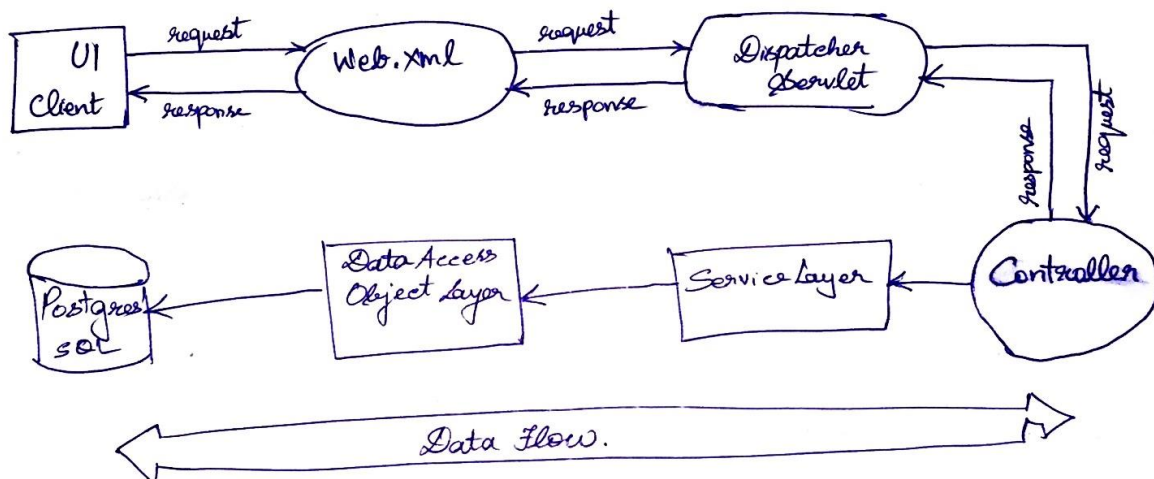 UI
Client
request
response
Web.xml
request
response
Dispatcher
Servlet
response
request
Postgres
SQL
Data Access
Object Layer
Service Layer
Controller
Data Flow.